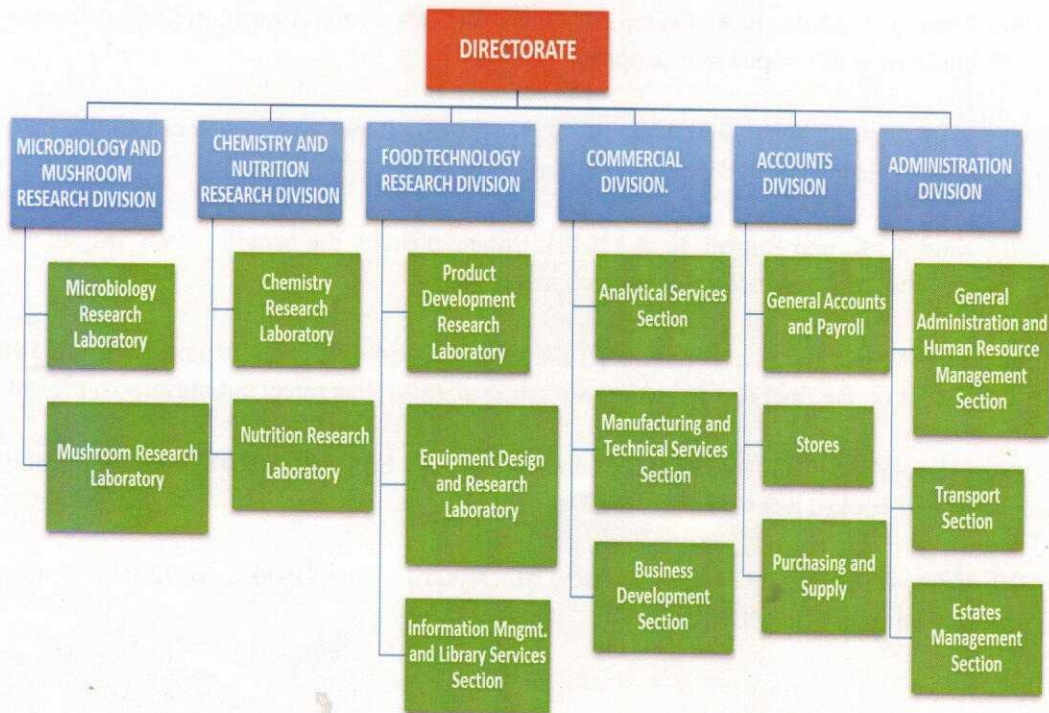 DIRECTORATE
MICROBIOLOGY AND
MUSHROOM
RESEARCH DIVISION
CHEMISTRY AND
NUTRITION
RESEARCH DIVISION
FOOD TECHNOLOGY
RESEARCH DIVISION
COMMERCIAL
DIVISION.
ACCOUNTS
DIVISION
ADMINISTRATION
DIVISION
Microbiology
Research
Laboratory
Mushroom Research
Laboratory
Chemistry
Research
Laboratory
Nutrition Research
Laboratory
Product
Development
Research
Laboratory
Equipment Design
and Research
Laboratory
Information Mngmt.
and Library Services
Section
Analytical Services
Section
Manufacturing and
Technical Services
Section
Business
Development
Section
General Accounts
and Payroll
Stores
Purchasing and
Supply
General
Administration and
Human Resource
Management
Section
Transport
Section
Estates
Management
Section